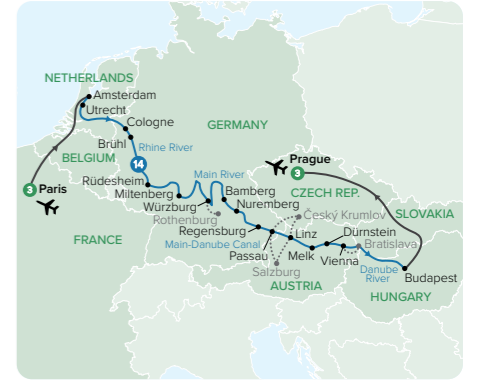 NETHERLANDS
Amsterdam
Utrecht
Cologne
GERMANY
Brühl
Rhine River
BELGIUM
14
Prague
3
Main River
Rüdesheim
3
Paris
Bamberg
CZECH REP.
Miltenberg
Nuremberg
Würzburg
Rothenburg
Český Krumlov
SLOVAKIA
Regensburg
Linz
Dürnstein
FRANCE
Main-Danube Canal
Bratislava
Passau
Melk
Vienna
Salzburg
Danube
River
Budapest
AUSTRIA
HUNGARY